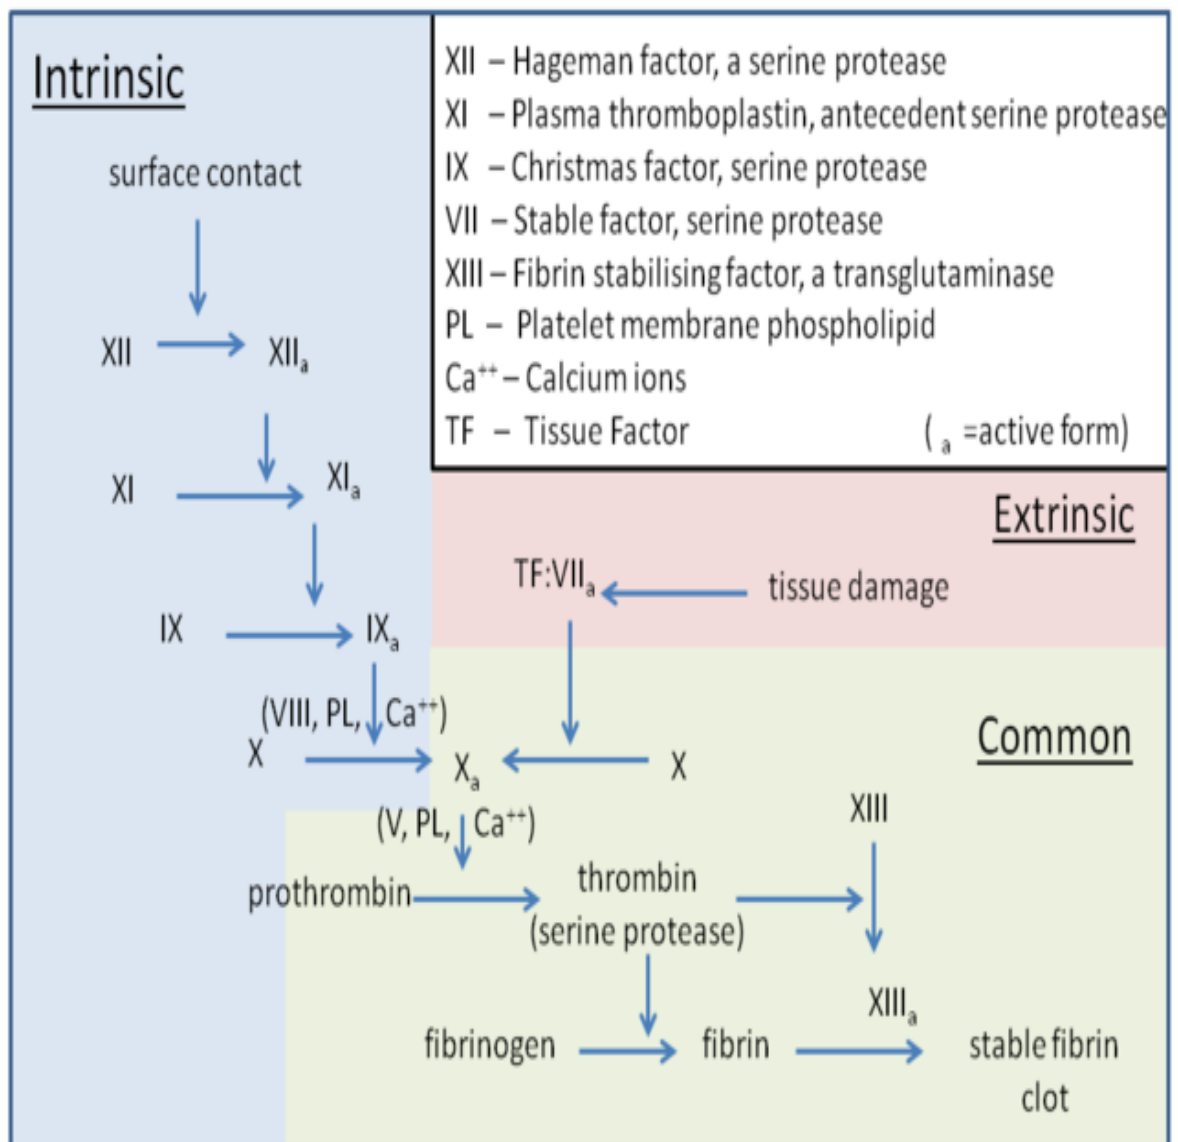 Intrinsic
surface contact
XII
XIIₐ
XI
XIₐ
IX
IXₐ
(VIII, PL, Ca⁺⁺)
X
XII – Hageman factor, a serine protease
XI – Plasma thromboplastin, antecedent serine protease
IX – Christmas factor, serine protease
VII – Stable factor, serine protease
XIII – Fibrin stabilising factor, a transglutaminase
PL – Platelet membrane phospholipid
Ca⁺⁺ – Calcium ions
TF – Tissue Factor ( ₐ =active form)
Extrinsic
TF:VIIₐ
tissue damage
Common
Xₐ
X
(V, PL, Ca⁺⁺)
XIII
prothrombin
thrombin
(serine protease)
XIIIₐ
fibrinogen
fibrin
stable fibrin
clot